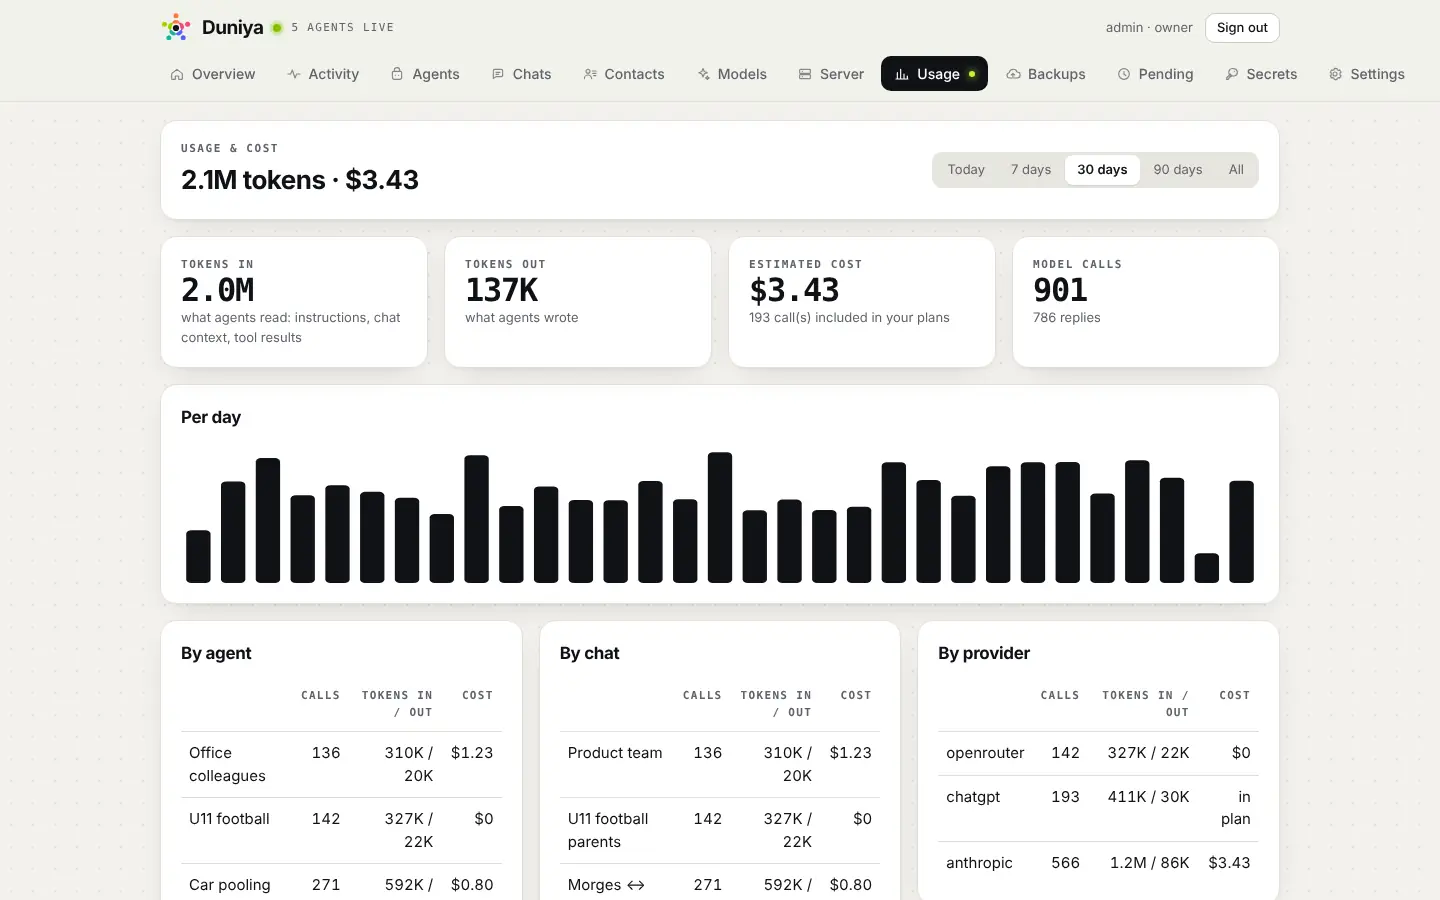 Duniya
5 AGENTS LIVE
admin · owner
Sign out
Overview
Activity
Agents
Chats
Contacts
Models
Server
Usage
Backups
Pending
Secrets
Settings
USAGE & COST
2.1M tokens · $3.43
Today
7 days
30 days
90 days
All
TOKENS IN
2.0M
what agents read: instructions, chat
context, tool results
TOKENS OUT
137K
what agents wrote
ESTIMATED COST
$3.43
193 call(s) included in your plans
MODEL CALLS
901
786 replies
Per day
By agent
CALLS TOKENS IN COST
/ OUT
Office 136 310K / $1.23
colleagues 20K
U11 football 142 327K / $0
22K
Car pooling 271 592K / $0.80
By chat
CALLS TOKENS IN COST
/ OUT
Product team 136 310K / $1.23
20K
U11 football 142 327K / $0
parents 22K
Morges ↔ 271 592K / $0.80
By provider
CALLS TOKENS IN / COST
OUT
openrouter 142 327K / 22K $0
chatgpt 193 411K / 30K in
plan
anthropic 566 1.2M / 86K $3.43